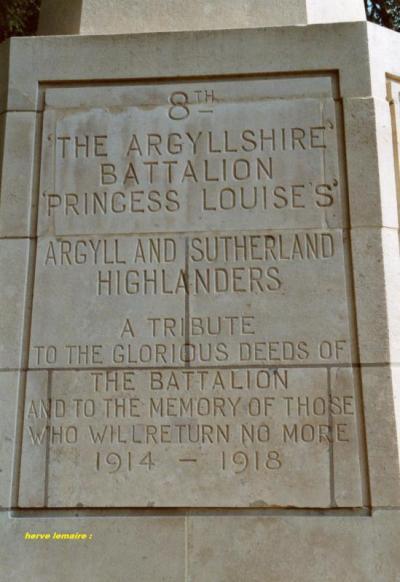 8TH
'THE ARGYLLSHIRE'
BATTALION
'PRINCESS LOUISE'S'
ARGYLL AND SUTHERLAND
HIGHLANDERS
A TRIBUTE
TO THE GLORIOUS DEEDS OF
THE BATTALION
AND TO THE MEMORY OF THOSE
WHO WILL RETURN NO MORE
1914 – 1918
herve lemaire :